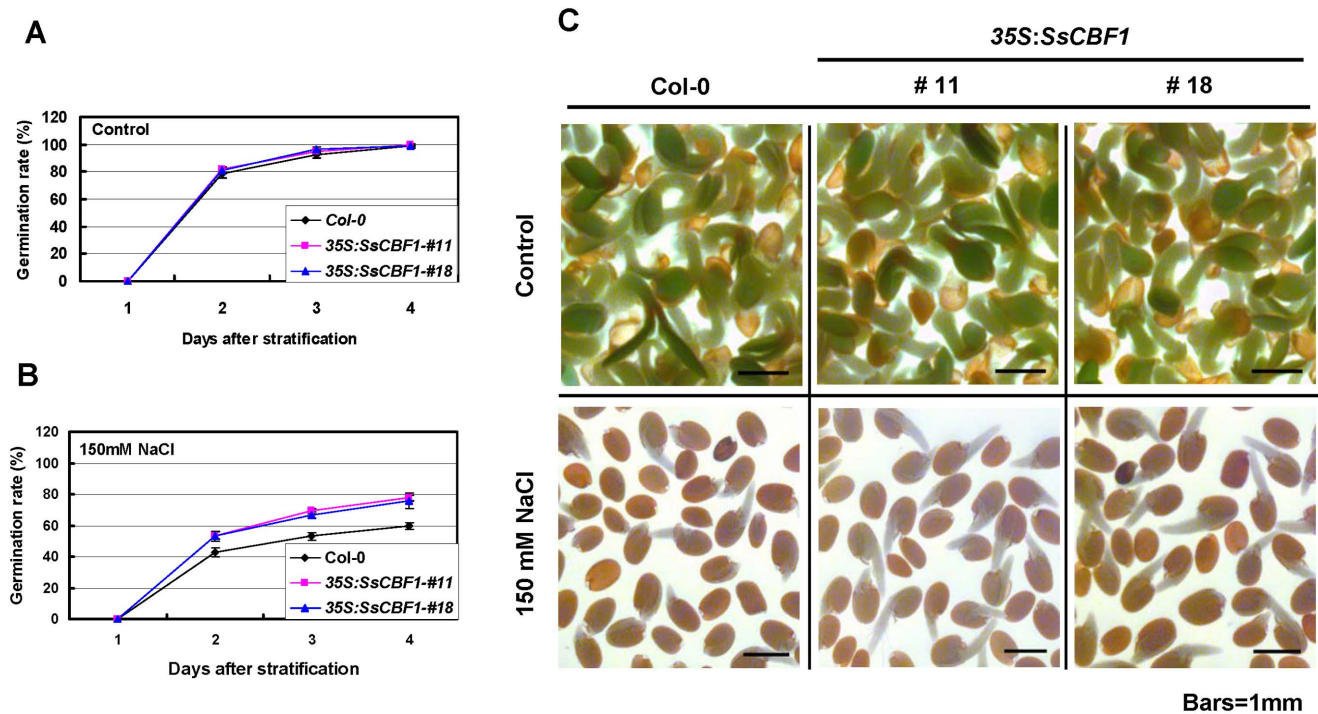 A
Germination rate (%)
120
100
80
60
40
20
0
Control
Col-0
35S:SsCBF1-#11
35S:SsCBF1-#18
1 2 3 4
Days after stratification
B
Germination rate (%)
120
100
80
60
40
20
0
150mM NaCl
Col-0
35S:SsCBF1-#11
35S:SsCBF1-#18
1 2 3 4
Days after stratification
C
35S:SsCBF1
Col-0 # 11 # 18
Control
150 mM NaCl
Bars=1mm